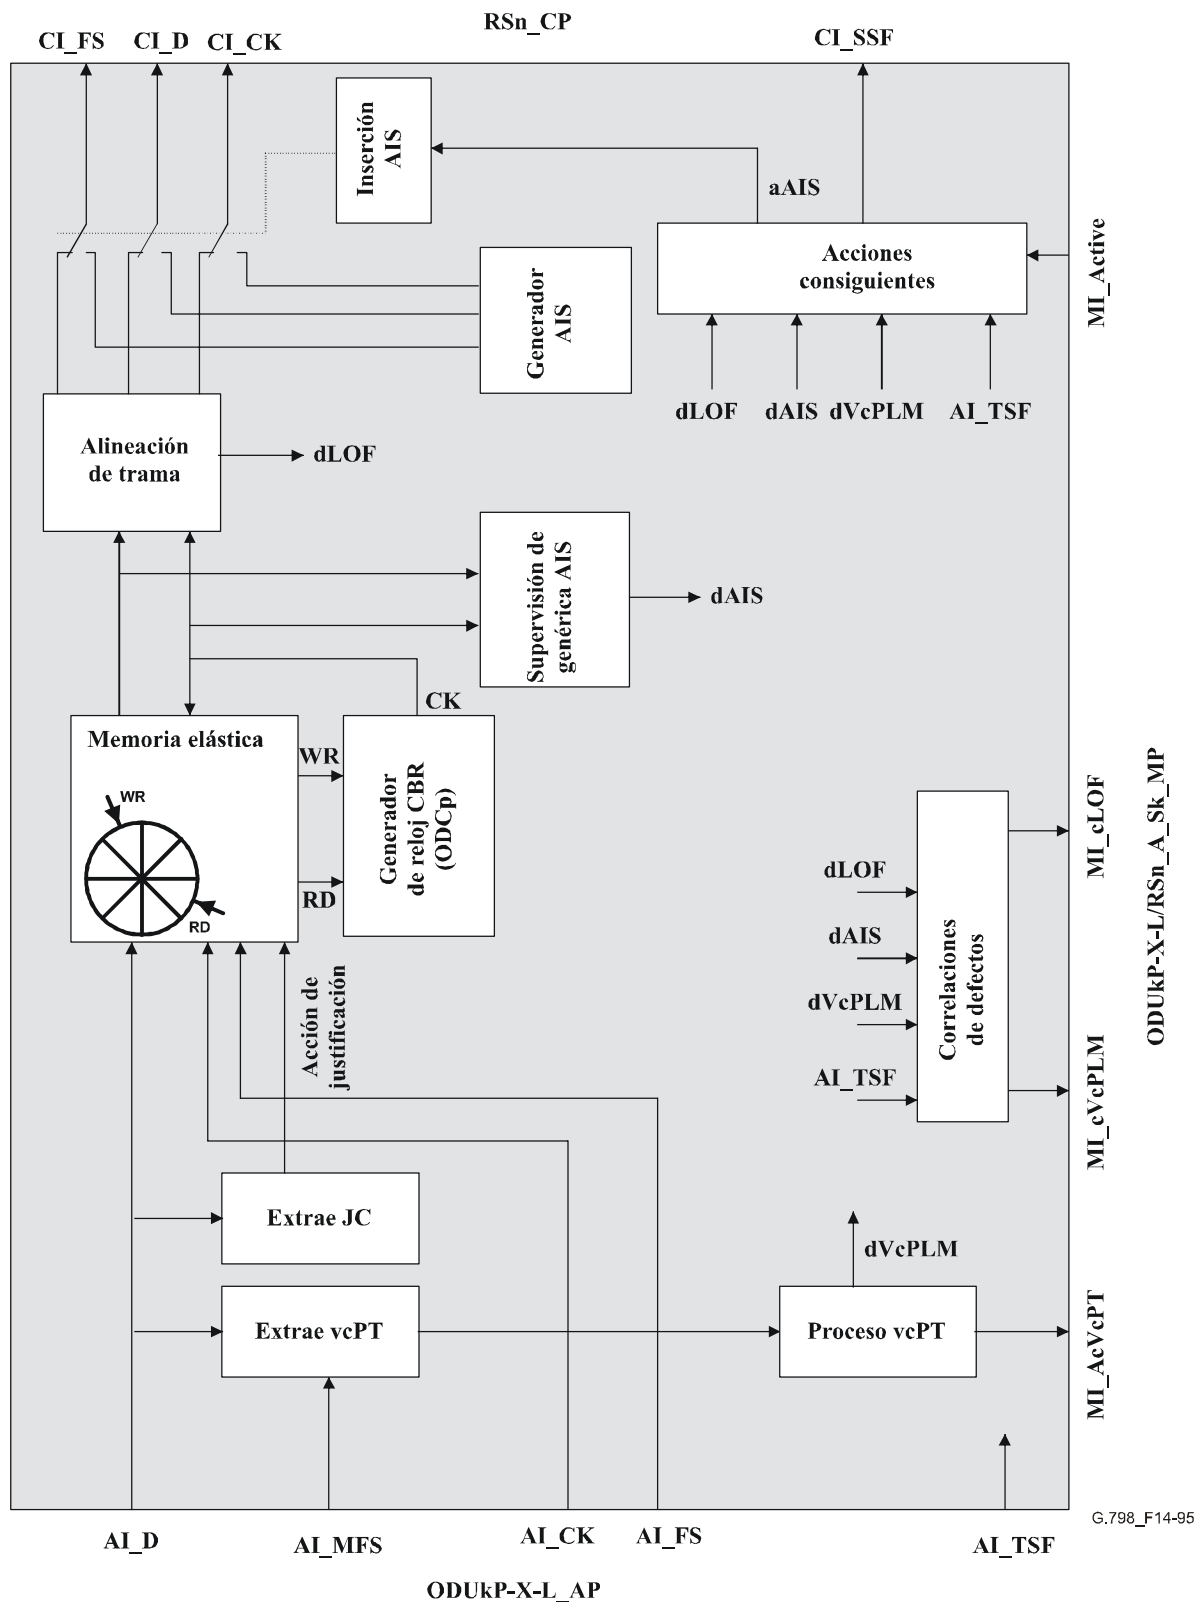 RSn_CP
CI_FS
CI_D
CI_CK
CI_SSF
Inserción
AIS
aAIS
Acciones
consiguientes
MI_Active
Generador
AIS
dLOF
dAIS
dVcPLM
AI_TSF
Alineación
de trama
dLOF
Supervisión de
genérica AIS
dAIS
CK
Memoria elástica
WR
WR
RD
RD
Generador
de reloj CBR
(ODCp)
MI_cLOF
ODUkP-X-L/RSn_A_Sk_MP
dLOF
dAIS
dVcPLM
AI_TSF
Correlaciones
de defectos
MI_cVcPLM
Acción de
justificación
Extrae JC
dVcPLM
Extrae vcPT
Proceso vcPT
MI_AcVcPT
G.798_F14-95
AI_D
AI_MFS
AI_CK
AI_FS
AI_TSF
ODUkP-X-L_AP